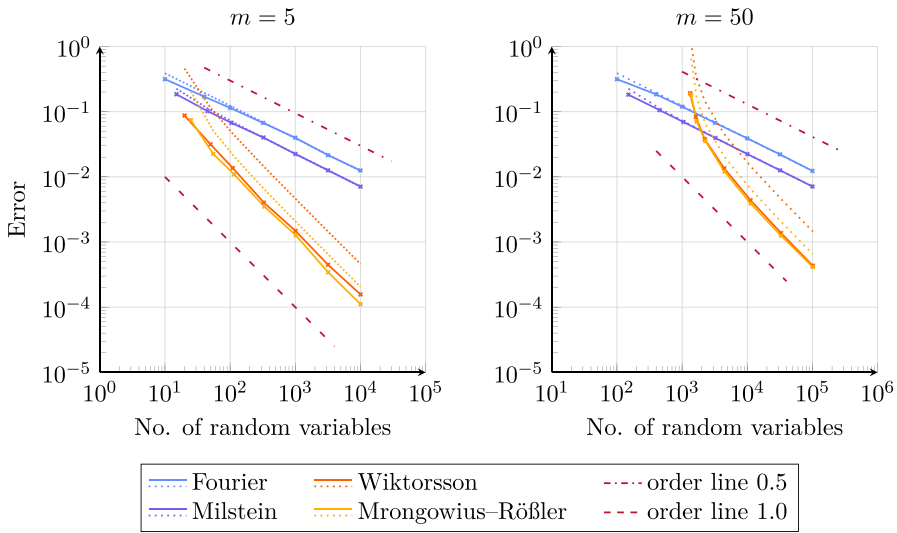 m = 5
m = 50
10^0
10^−1
10^−2
10^−3
10^−4
10^−5
10^0
10^−1
10^−2
10^−3
10^−4
10^−5
10^0 10^1 10^2 10^3 10^4 10^5
10^1 10^2 10^3 10^4 10^5 10^6
Error
No. of random variables
No. of random variables
Fourier
Wiktorsson
order line 0.5
Milstein
Mrongowius–Rößler
order line 1.0